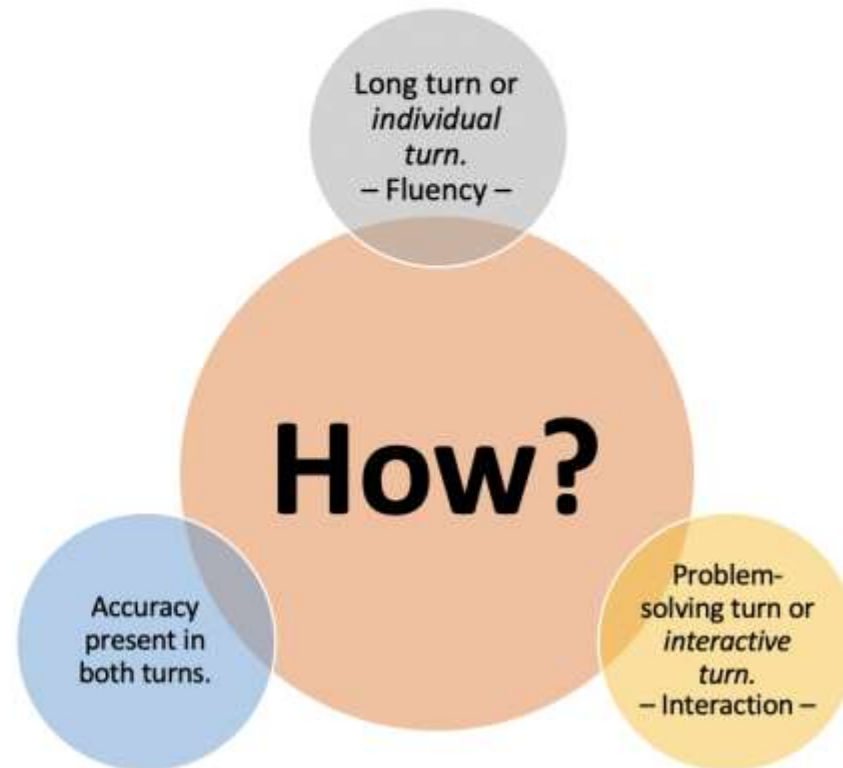 Long turn or
individual
turn.
– Fluency –
How?
Accuracy
present in
both turns.
Problem-
solving turn or
interactive
turn.
– Interaction –